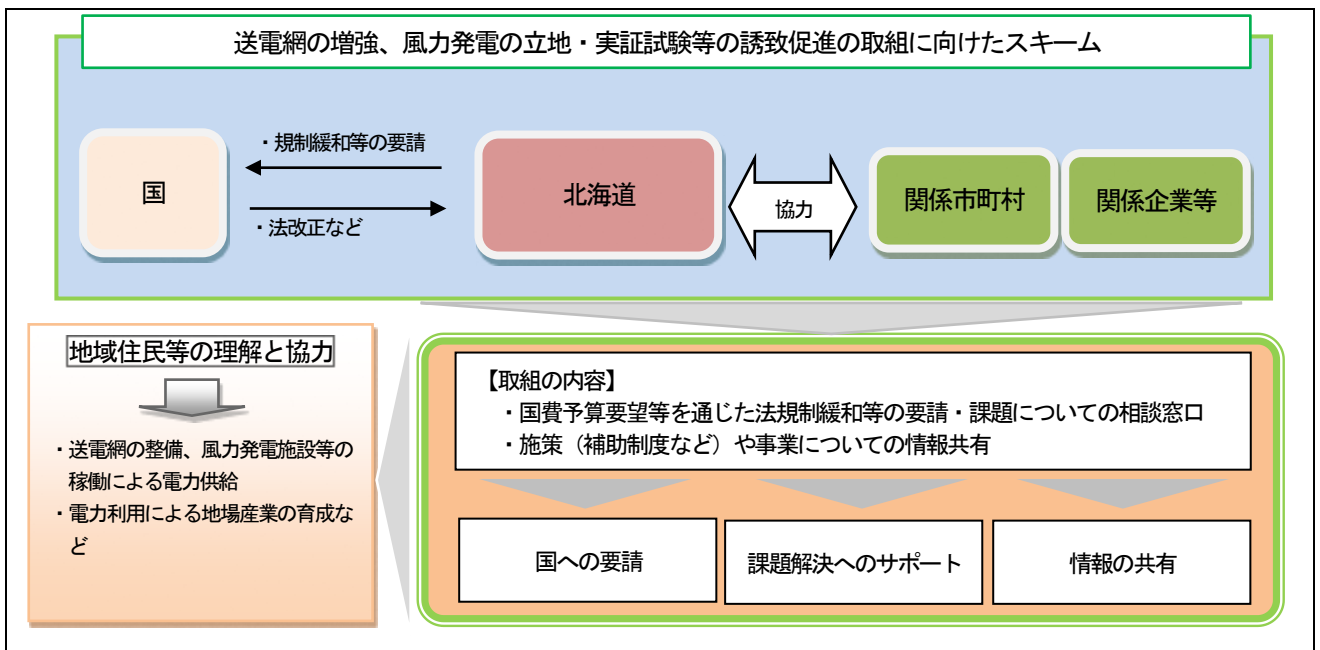 送電網の増強、風力発電の立地・実証試験等の誘致促進の取組に向けたスキーム
国
・規制緩和等の要請
・法改正など
北海道
協力
関係市町村
関係企業等
地域住民等の理解と協力
・送電網の整備、風力発電施設等の
稼働による電力供給
・電力利用による地場産業の育成な
ど
【取組の内容】
・国費予算要望等を通じた法規制緩和等の要請・課題についての相談窓口
・施策（補助制度など）や事業についての情報共有
国への要請
課題解決へのサポート
情報の共有